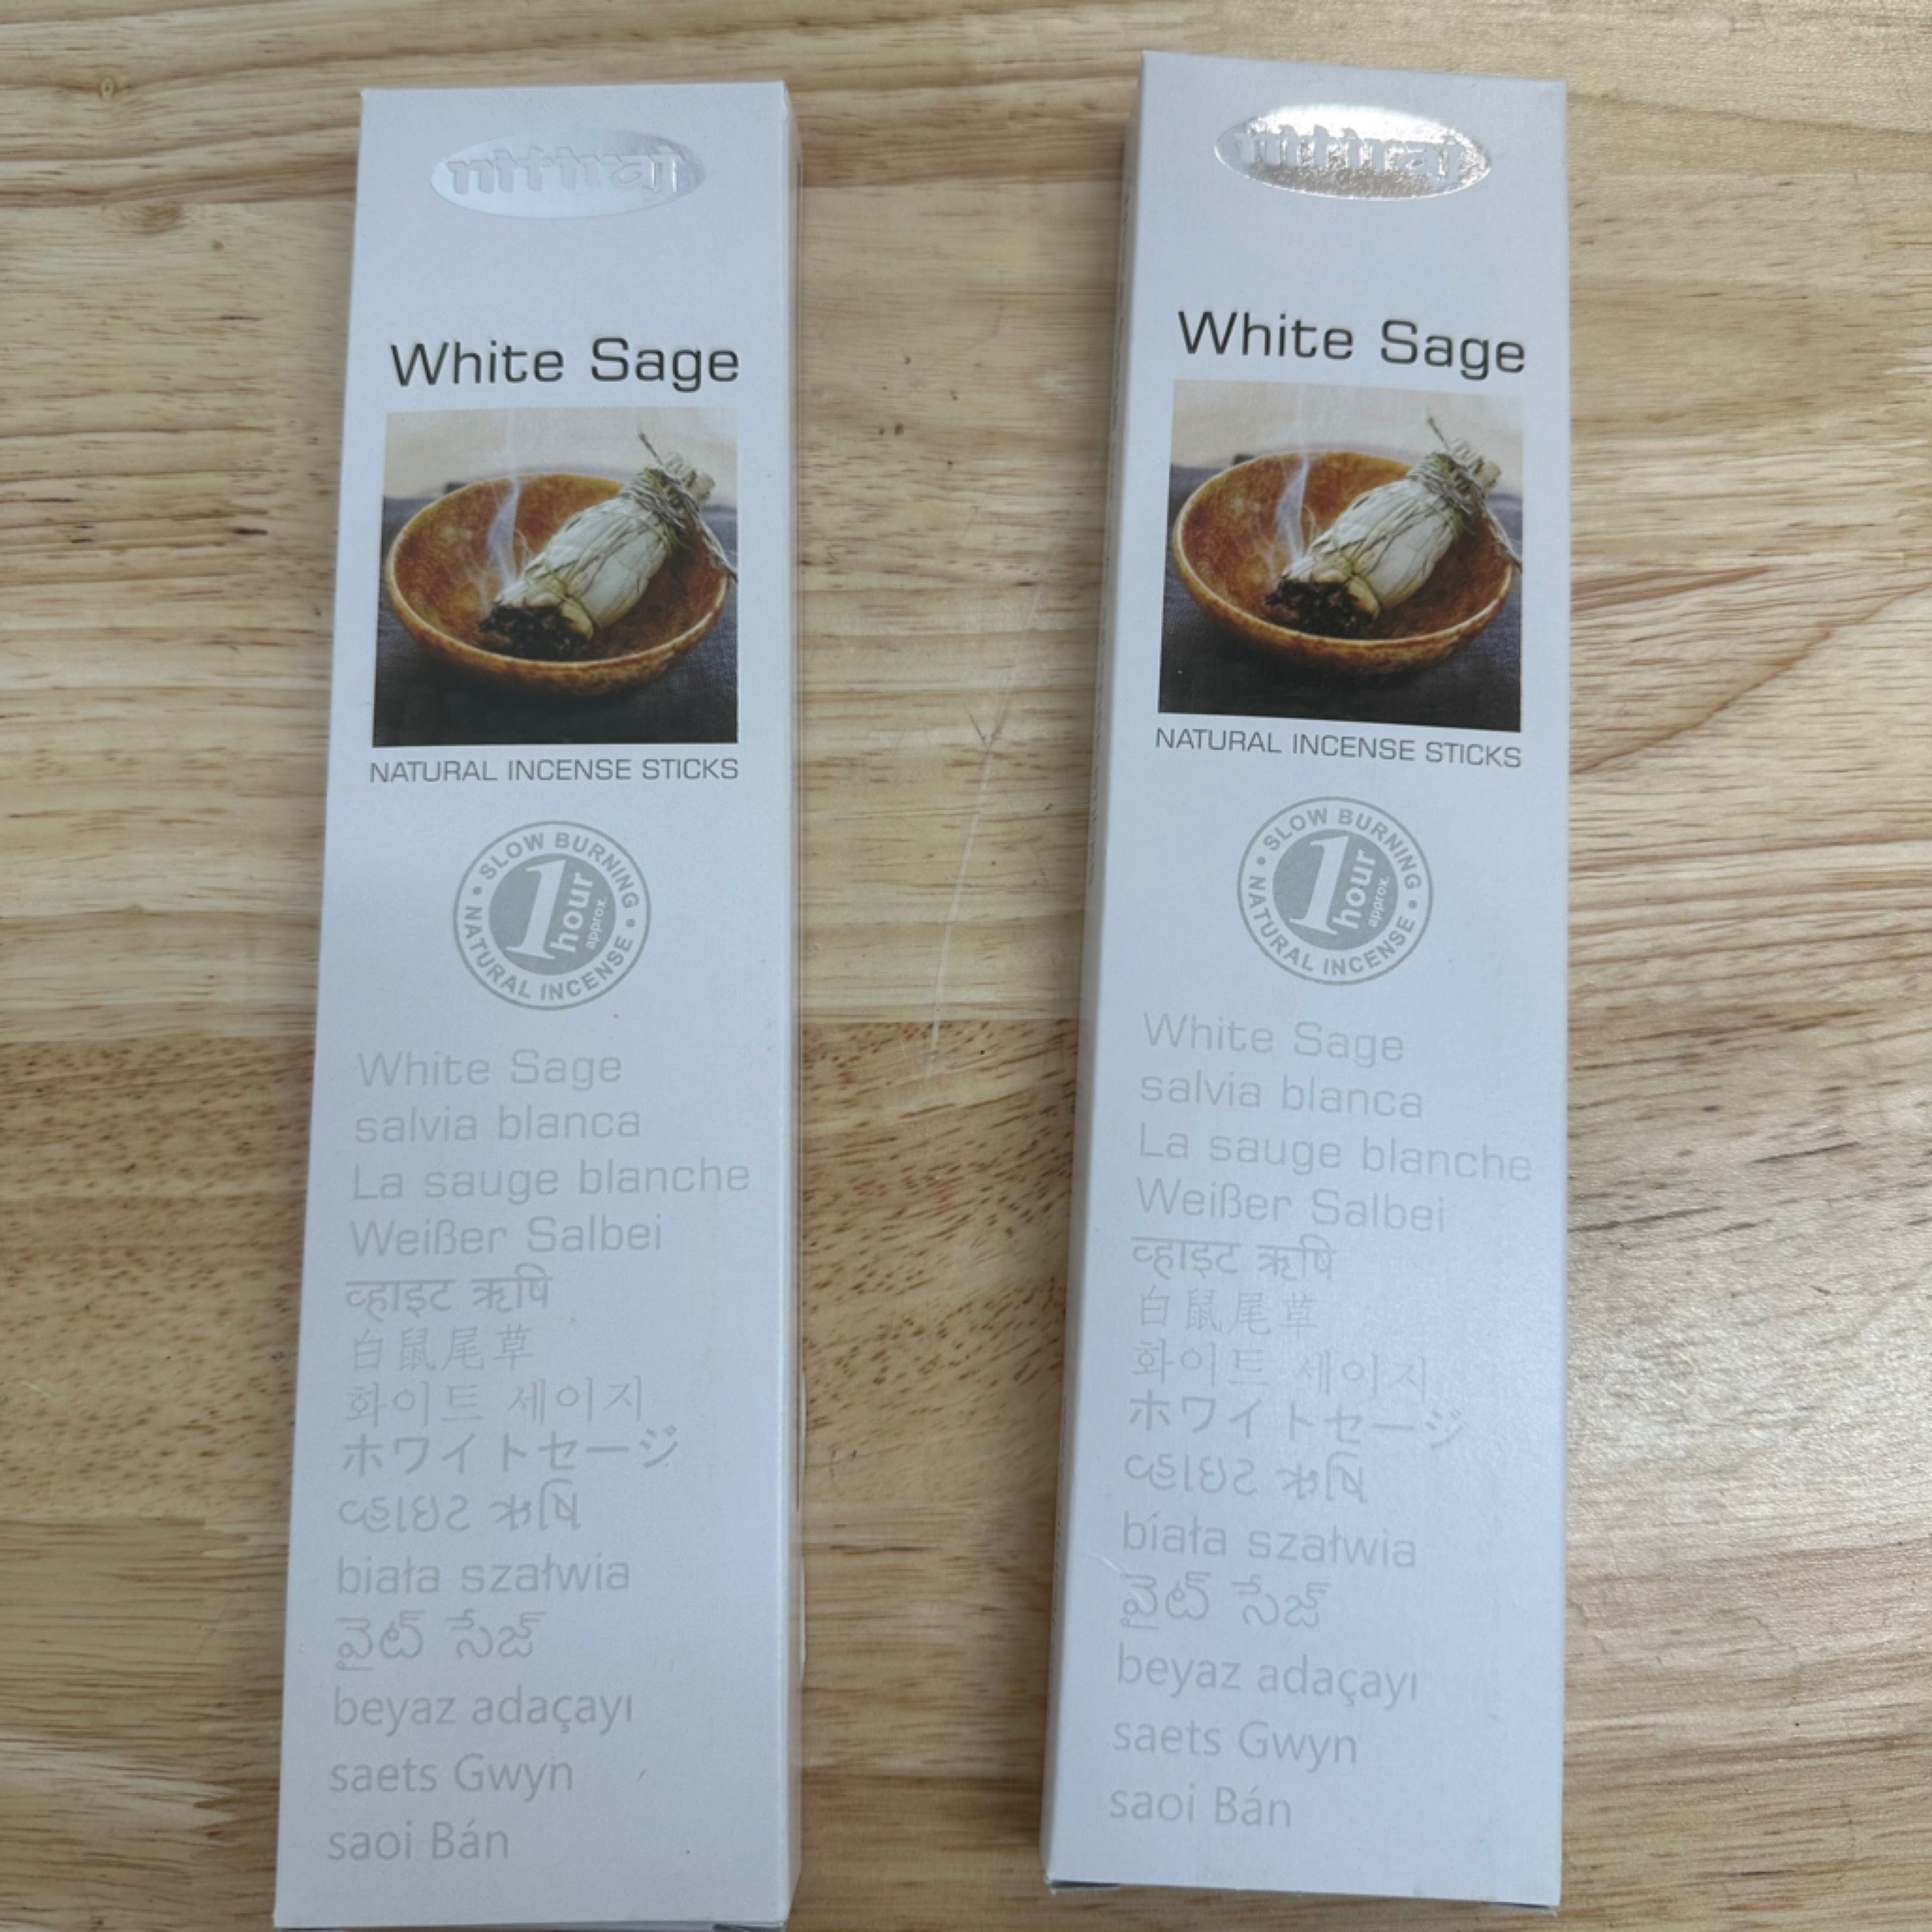 nitiraj
White Sage
NATURAL INCENSE STICKS
SLOW BURNING
1
hour
approx.
NATURAL INCENSE
White Sage
salvia blanca
La sauge blanche
Weißer Salbei
व्हाइट ऋषि
白鼠尾草
화이트 세이지
ホワイトセージ
વ્હાઇટ ઋષિ
biała szałwia
వైట్ సేజ్
beyaz adaçayı
saets Gwyn
saoi Bán
nitiraj
White Sage
NATURAL INCENSE STICKS
SLOW BURNING
1
hour
approx.
NATURAL INCENSE
White Sage
salvia blanca
La sauge blanche
Weißer Salbei
व्हाइट ऋषि
白鼠尾草
화이트 세이지
ホワイトセージ
વ્હાઇટ ઋષિ
biała szałwia
వైట్ సేజ్
beyaz adaçayı
saets Gwyn
saoi Bán